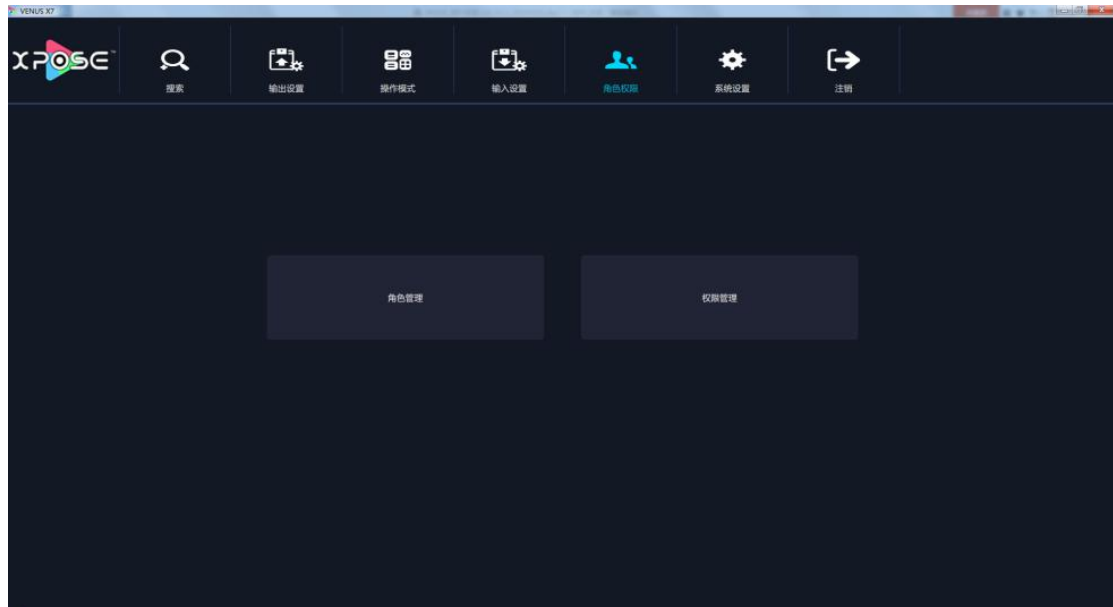 VENUS X7
XPOSE™
搜索
输出设置
操作模式
输入设置
角色权限
系统设置
注销
角色管理
权限管理